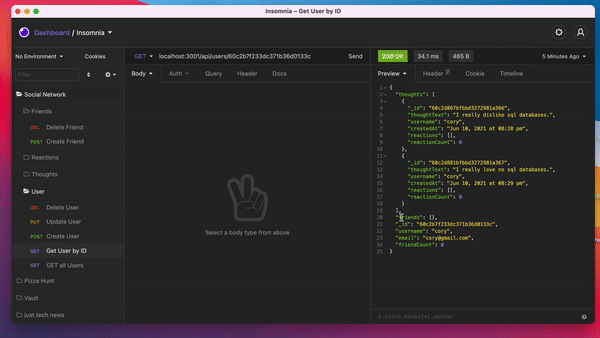 Insomnia – Get User by ID
Dashboard / Insomnia
No Environment Cookies
Filter
Social Network
Friends
DEL Delete Friend
POST Create Friend
Reactions
Thoughts
User
DEL Delete User
PUT Update User
POST Create User
GET Get User by ID
GET GET all Users
Pizza Hunt
Vault
just tech news
GET localhost:3001/api/users/60c2b7f233dc371b36d0133c Send
Body Auth Query Header Docs
Select a body type from above
200 OK 34.1 ms 465 B 5 Minutes Ago
Preview Header 7 Cookie Timeline
1 {
2 "thoughts": [
3 {
4 "_id": "60c2d867bfbbd3272981a366",
5 "thoughtText": "I really dislike sql databases.",
6 "username": "cory",
7 "createdAt": "Jun 10, 2021 at 08:28 pm",
8 "reactions": [],
9 "reactionCount": 0
10 },
11 {
12 "_id": "60c2d881bfbbd3272981a367",
13 "thoughtText": "I really love no sql databases.",
14 "username": "cory",
15 "createdAt": "Jun 10, 2021 at 08:29 pm",
16 "reactions": [],
17 "reactionCount": 0
18 }
19 ],
20 "friends": [],
21 "_id": "60c2b7f233dc371b36d0133c",
22 "username": "cory",
23 "email": "cory@gmail.com",
24 "friendCount": 0
25 }
$.store.books[*].author